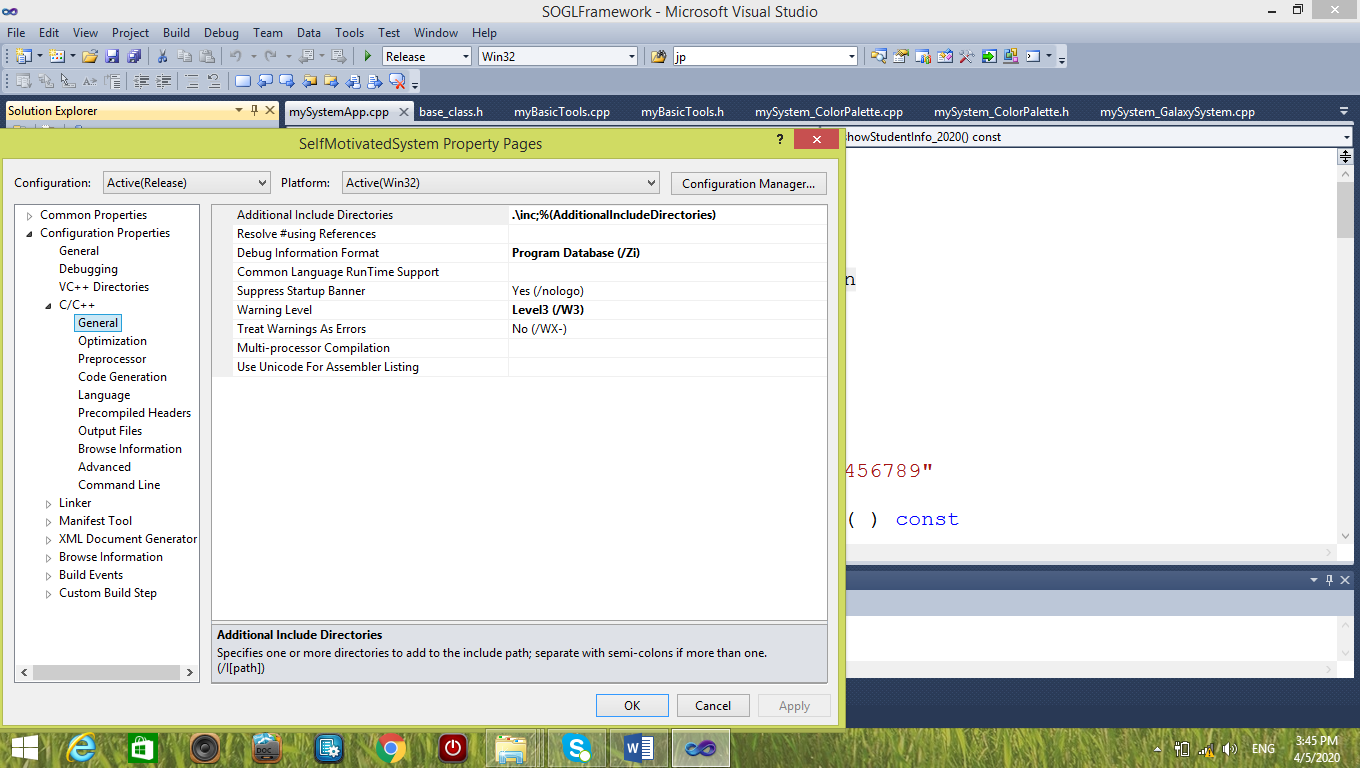 SOGLFramework - Microsoft Visual Studio
File Edit View Project Build Debug Team Data Tools Test Window Help
Release Win32 jp
Solution Explorer
mySystemApp.cpp base_class.h myBasicTools.cpp myBasicTools.h mySystem_ColorPalette.cpp mySystem_ColorPalette.h mySystem_GalaxySystem.cpp
showStudentInfo_2020() const
SelfMotivatedSystem Property Pages
?
Configuration: Active(Release) Platform: Active(Win32) Configuration Manager...
Common Properties
Configuration Properties
General
Debugging
VC++ Directories
C/C++
General
Optimization
Preprocessor
Code Generation
Language
Precompiled Headers
Output Files
Browse Information
Advanced
Command Line
Linker
Manifest Tool
XML Document Generator
Browse Information
Build Events
Custom Build Step
Additional Include Directories .\inc;%(AdditionalIncludeDirectories)
Resolve #using References
Debug Information Format Program Database (/Zi)
Common Language RunTime Support
Suppress Startup Banner Yes (/nologo)
Warning Level Level3 (/W3)
Treat Warnings As Errors No (/WX-)
Multi-processor Compilation
Use Unicode For Assembler Listing
Additional Include Directories
Specifies one or more directories to add to the include path; separate with semi-colons if more than one.
(/I[path])
OK Cancel Apply
n
456789"
( ) const
DOC
ENG
3:45 PM
4/5/2020